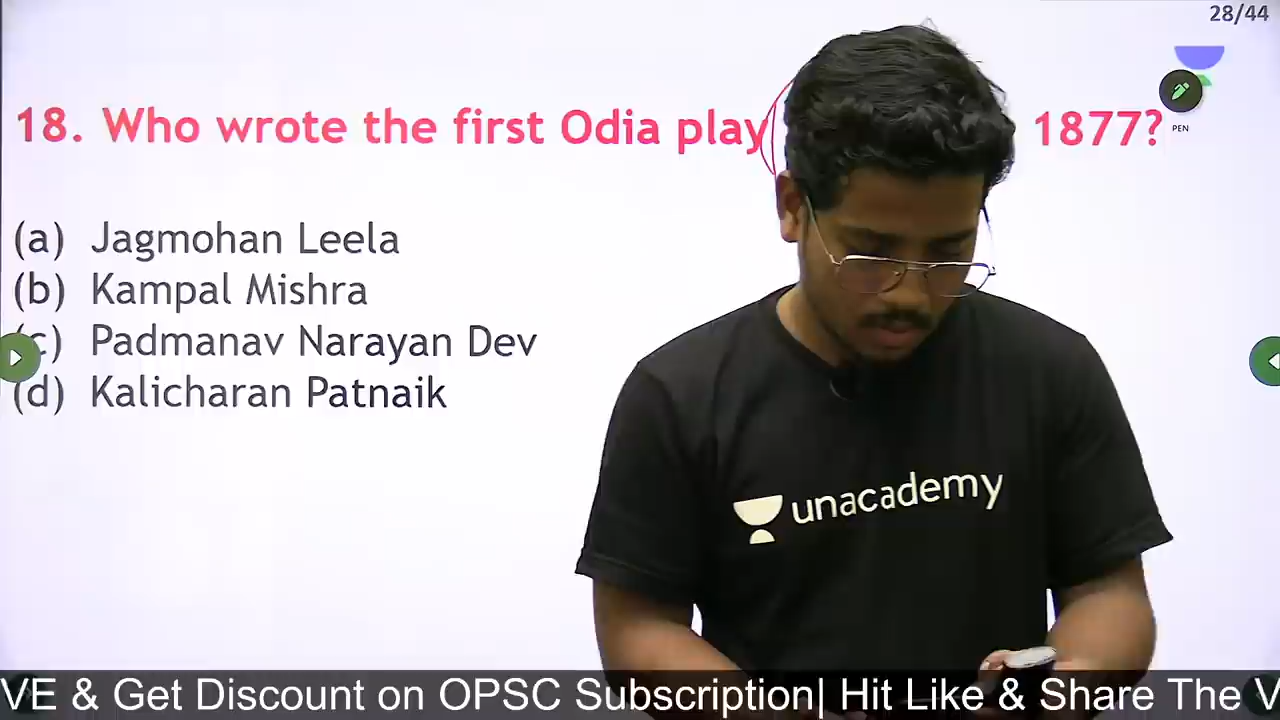 28/44
18. Who wrote the first Odia play 1877?
PEN
(a) Jagmohan Leela
(b) Kampal Mishra
c) Padmanav Narayan Dev
(d) Kalicharan Patnaik
unacademy
VE & Get Discount on OPSC Subscription| Hit Like & Share The V